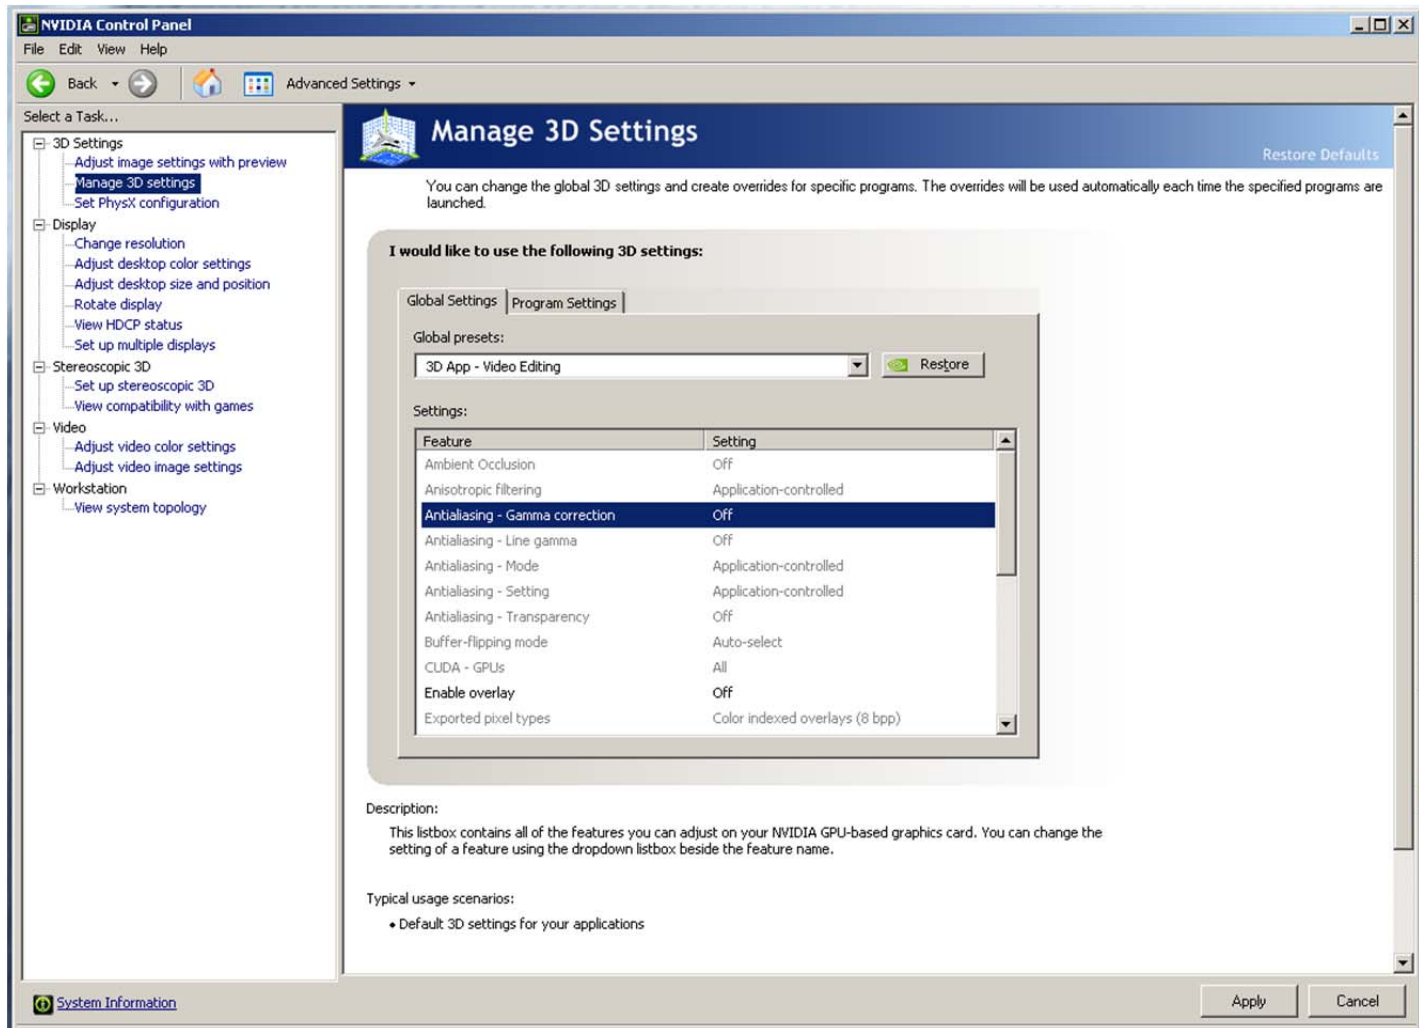 NVIDIA Control Panel
File Edit View Help
Back Advanced Settings
Select a Task...
3D Settings
Adjust image settings with preview
Manage 3D settings
Set PhysX configuration
Display
Change resolution
Adjust desktop color settings
Adjust desktop size and position
Rotate display
View HDCP status
Set up multiple displays
Stereoscopic 3D
Set up stereoscopic 3D
View compatibility with games
Video
Adjust video color settings
Adjust video image settings
Workstation
View system topology
Manage 3D Settings
Restore Defaults
You can change the global 3D settings and create overrides for specific programs. The overrides will be used automatically each time the specified programs are
launched.
I would like to use the following 3D settings:
Global Settings Program Settings
Global presets:
3D App - Video Editing Restore
Settings:
Feature Setting
Ambient Occlusion Off
Anisotropic filtering Application-controlled
Antialiasing - Gamma correction Off
Antialiasing - Line gamma Off
Antialiasing - Mode Application-controlled
Antialiasing - Setting Application-controlled
Antialiasing - Transparency Off
Buffer-flipping mode Auto-select
CUDA - GPUs All
Enable overlay Off
Exported pixel types Color indexed overlays (8 bpp)
Description:
This listbox contains all of the features you can adjust on your NVIDIA GPU-based graphics card. You can change the
setting of a feature using the dropdown listbox beside the feature name.
Typical usage scenarios:
• Default 3D settings for your applications
System Information
Apply Cancel